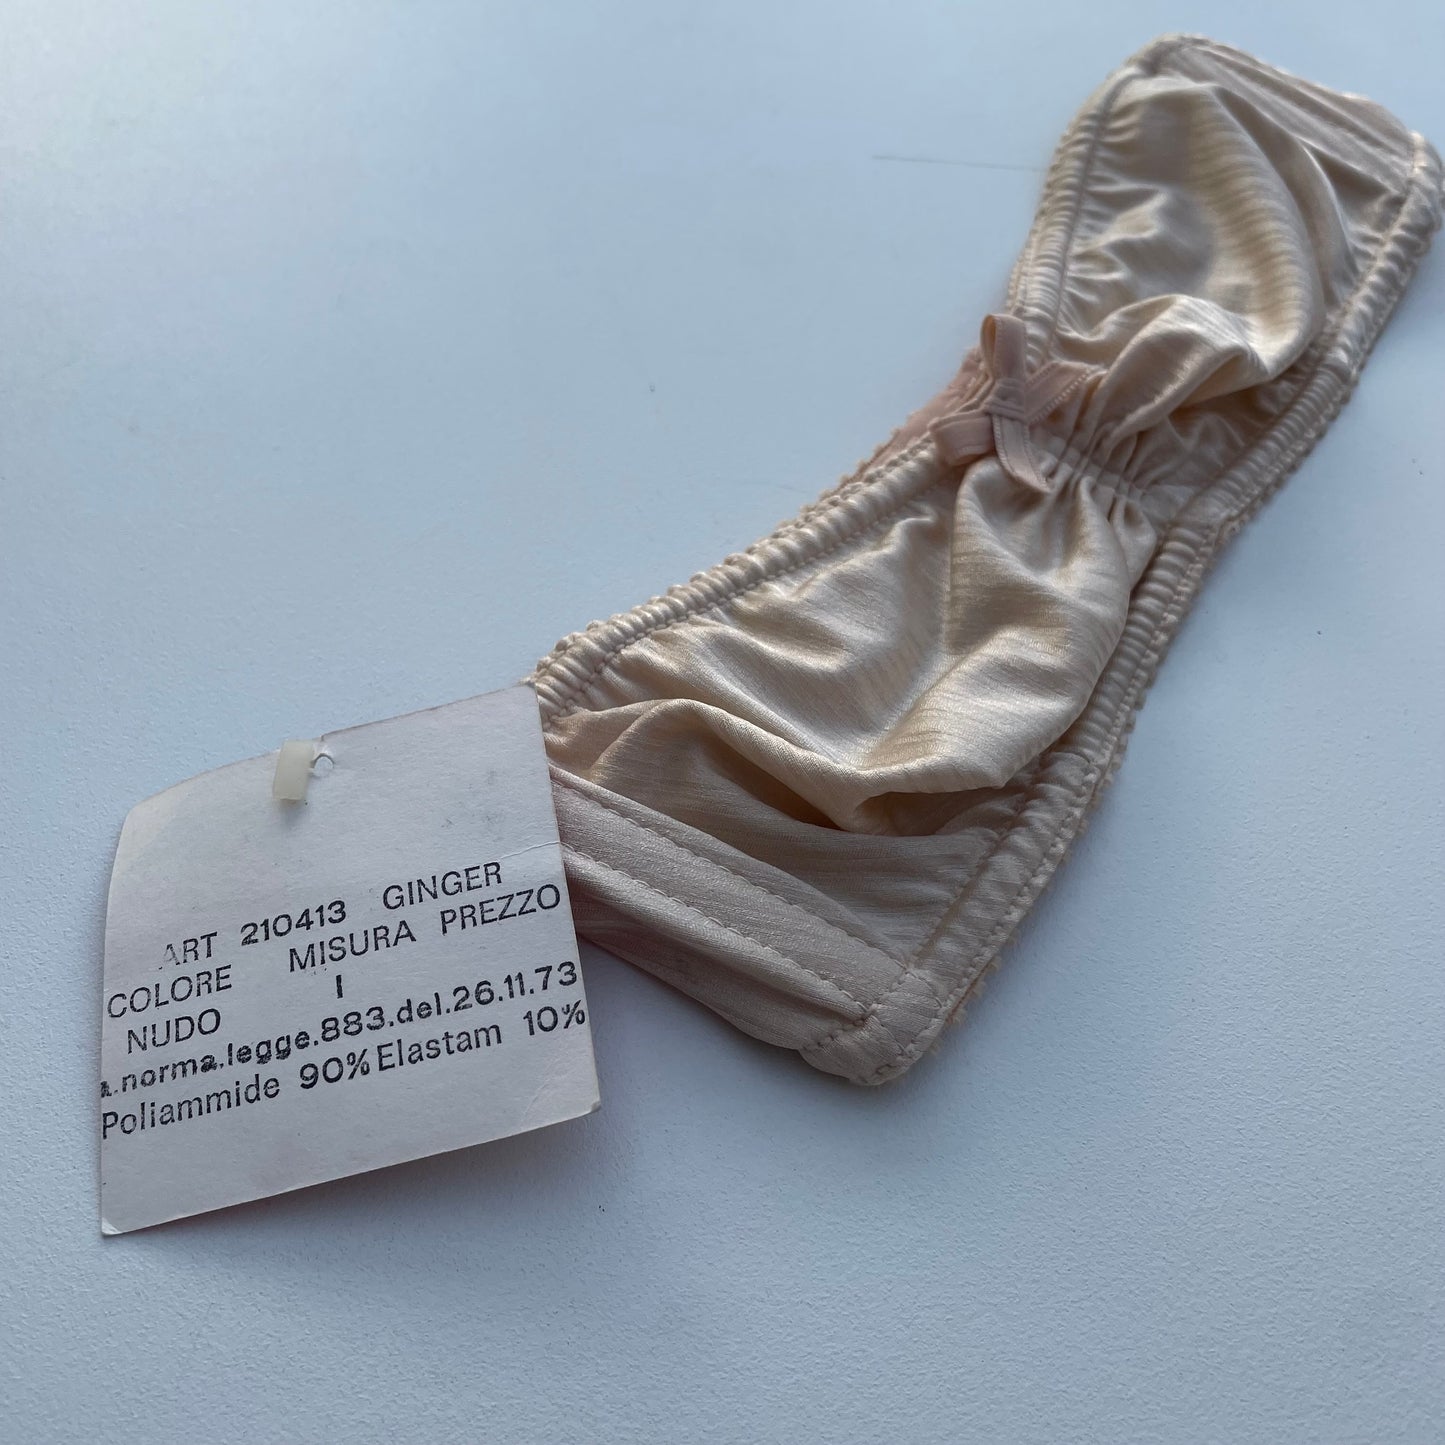 ART 210413 GINGER
COLORE MISURA PREZZO
NUDO I
a.norma.legge.883.del.26.11.73
Poliammide 90% Elastam 10%